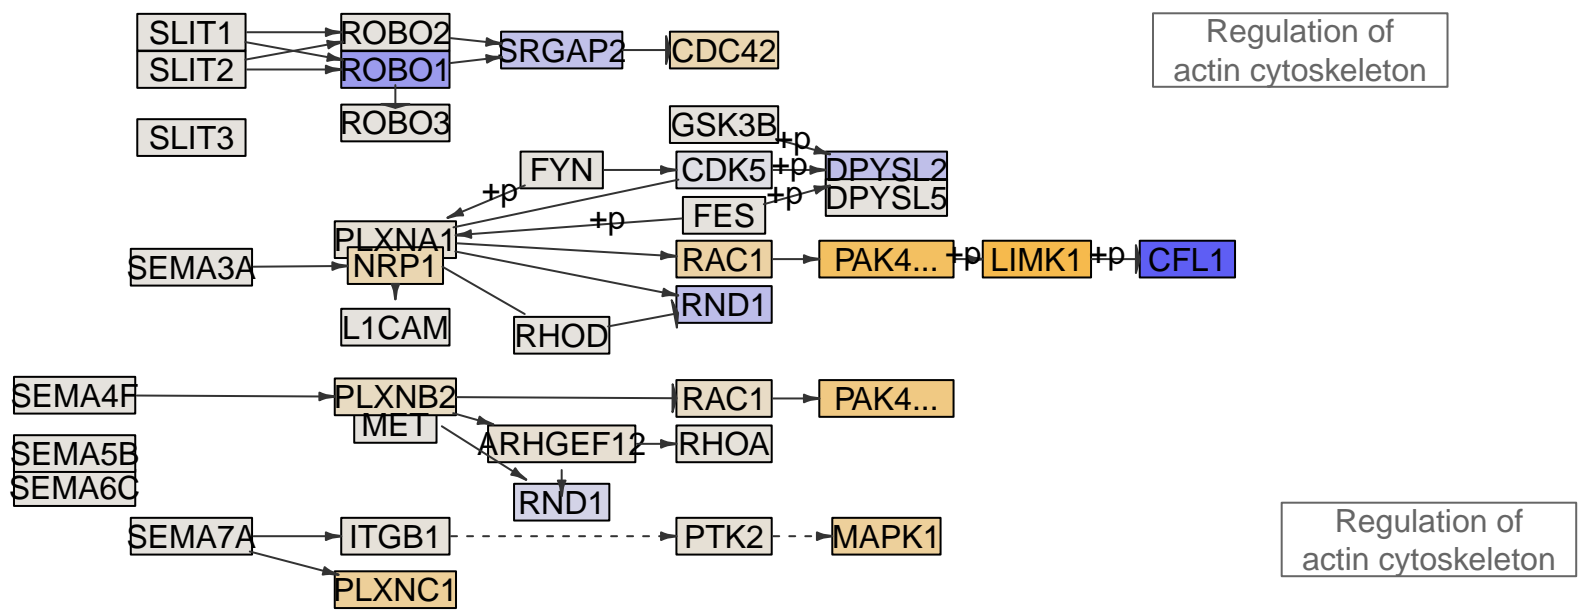 SLIT1
ROBO2
SRGAP2
CDC42
Regulation of
actin cytoskeleton
SLIT2
ROBO1
SLIT3
ROBO3
GSK3B
+p
FYN
CDK5
+p
DPYSL2
+p
DPYSL5
+p
FES
+p
PLXNA1
SEMA3A
NRP1
RAC1
PAK4...
+p
LIMK1
+p
CFL1
RND1
L1CAM
RHOD
SEMA4F
PLXNB2
RAC1
PAK4...
MET
ARHGEF12
RHOA
SEMA5B
SEMA6C
RND1
SEMA7A
ITGB1
PTK2
MAPK1
Regulation of
actin cytoskeleton
PLXNC1